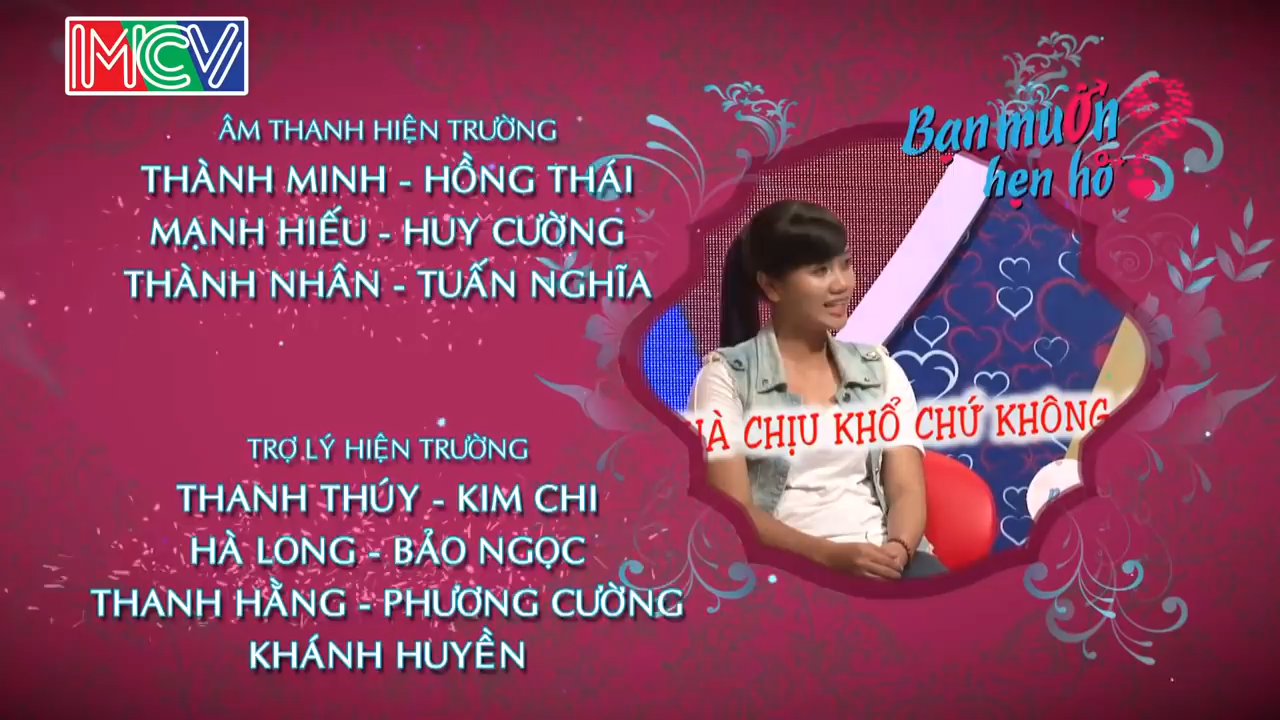 MCV
ÂM THANH HIỆN TRƯỜNG
THÀNH MINH - HỒNG THÁI
MẠNH HIẾU - HUY CƯỜNG
THÀNH NHÂN - TUẤN NGHĨA
TRỢ LÝ HIỆN TRƯỜNG
THANH THÚY - KIM CHI
HÀ LONG - BẢO NGỌC
THANH HẰNG - PHƯƠNG CƯỜNG
KHÁNH HUYỀN
Bạn muốn
hẹn hò ?
CHỊU KHỔ CHỨ KHÔNG